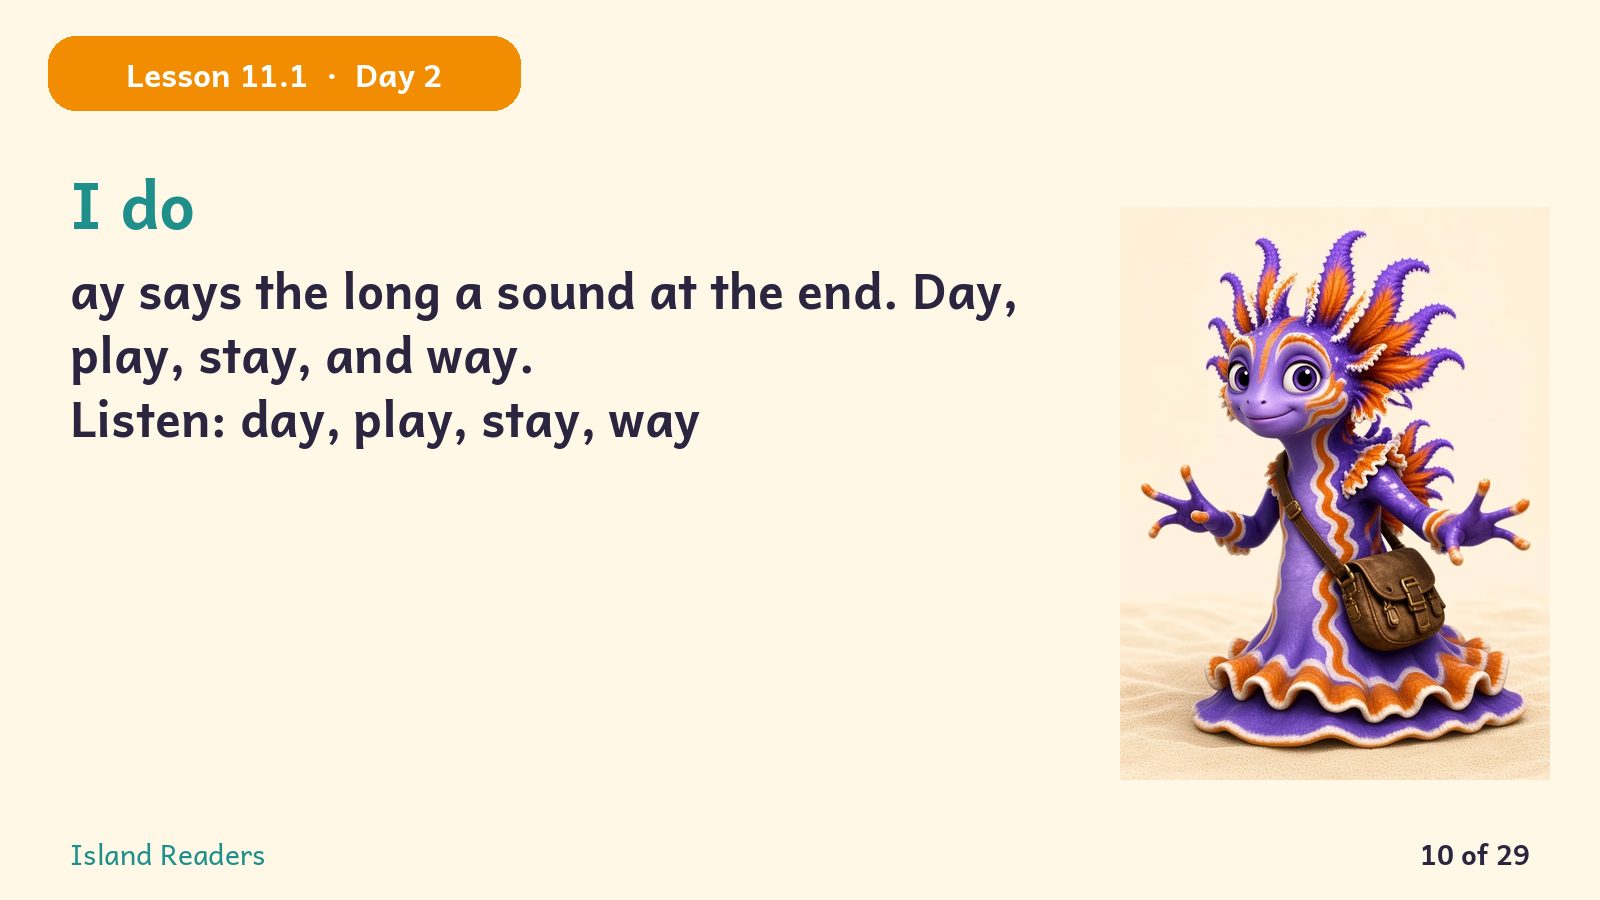 Lesson 11.1 · Day 2
I do
ay says the long a sound at the end. Day,
play, stay, and way.
Listen: day, play, stay, way
Island Readers
10 of 29